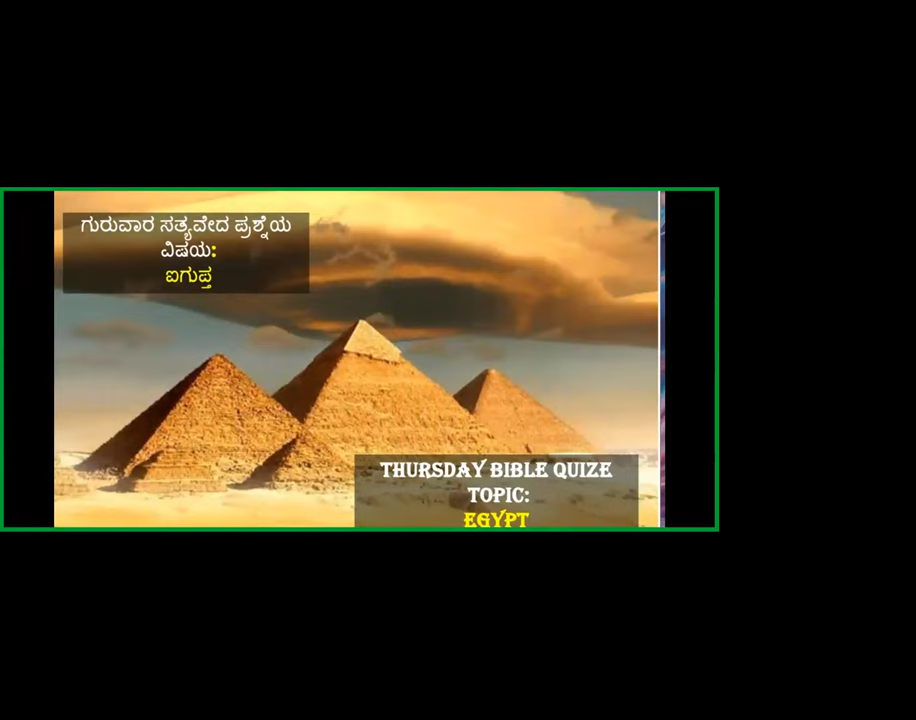 ಗುರುವಾರ ಸತ್ಯವೇದ ಪ್ರಶ್ನೆಯ
ವಿಷಯ:
ಐಗುಪ್ತ
THURSDAY BIBLE QUIZE
TOPIC:
EGYPT